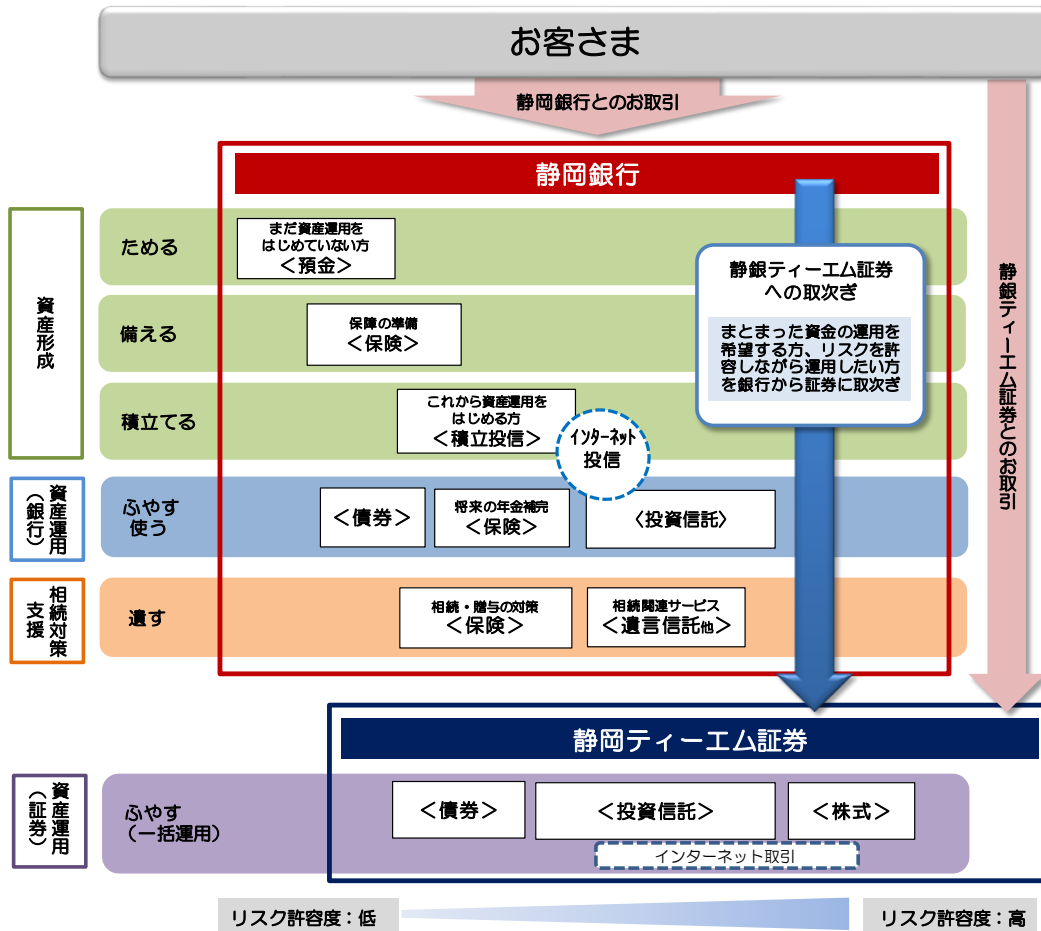 お客さま
静岡銀行とのお取引
静岡銀行
資産形成
ためる
まだ資産運用を
はじめていない方
＜預金＞
備える
保障の準備
＜保険＞
積立てる
これから資産運用を
はじめる方
＜積立投信＞
インターネット
投信
静銀ティーエム証券
への取次ぎ
まとまった資金の運用を
希望する方、リスクを許
容しながら運用したい方
を銀行から証券に取次ぎ
静銀ティーエム証券とのお取引
資産運用
（銀行）
ふやす
使う
＜債券＞
将来の年金補完
＜保険＞
〈投資信託〉
相続対策
支援
遺す
相続・贈与の対策
＜保険＞
相続関連サービス
＜遺言信託他＞
静岡ティーエム証券
資産運用
（証券）
ふやす
（一括運用）
＜債券＞
＜投資信託＞
＜株式＞
インターネット取引
リスク許容度：低
リスク許容度：高